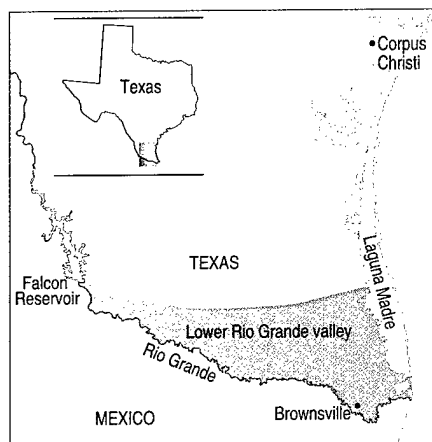 Corpus
Christi
Texas
TEXAS
Laguna Madre
Falcon
Reservoir
Lower Rio Grande valley
Rio Grande
Brownsville
MEXICO